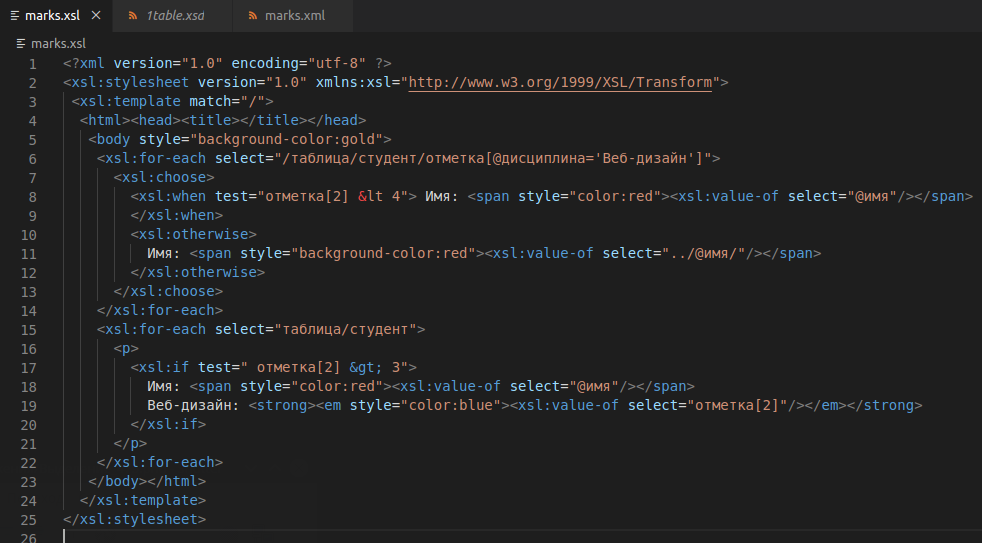 marks.xsl
1table.xsd
marks.xml
marks.xsl
1 <?xml version="1.0" encoding="utf-8" ?>
2 <xsl:stylesheet version="1.0" xmlns:xsl="http://www.w3.org/1999/XSL/Transform">
3 <xsl:template match="/">
4 <html><head><title></title></head>
5 <body style="background-color:gold">
6 <xsl:for-each select="/таблица/студент/отметка[@дисциплина='Веб-дизайн']">
7 <xsl:choose>
8 <xsl:when test="отметка[2] &lt 4"> Имя: <span style="color:red"><xsl:value-of select="@имя"/></span>
9 </xsl:when>
10 <xsl:otherwise>
11 Имя: <span style="background-color:red"><xsl:value-of select="../@имя/"/></span>
12 </xsl:otherwise>
13 </xsl:choose>
14 </xsl:for-each>
15 <xsl:for-each select="таблица/студент">
16 <p>
17 <xsl:if test=" отметка[2] &gt; 3">
18 Имя: <span style="color:red"><xsl:value-of select="@имя"/></span>
19 Веб-дизайн: <strong><em style="color:blue"><xsl:value-of select="отметка[2]"/></em></strong>
20 </xsl:if>
21 </p>
22 </xsl:for-each>
23 </body></html>
24 </xsl:template>
25 </xsl:stylesheet>
26